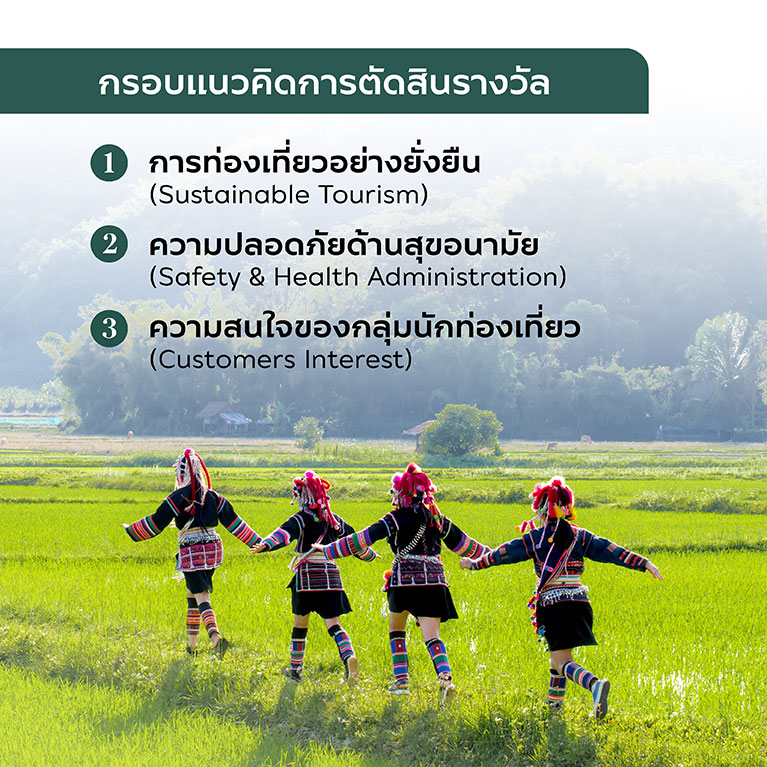 กรอบแนวคิดการตัดสินรางวัล
1 การท่องเที่ยวอย่างยั่งยืน
(Sustainable Tourism)
2 ความปลอดภัยด้านสุขอนามัย
(Safety & Health Administration)
3 ความสนใจของกลุ่มนักท่องเที่ยว
(Customers Interest)